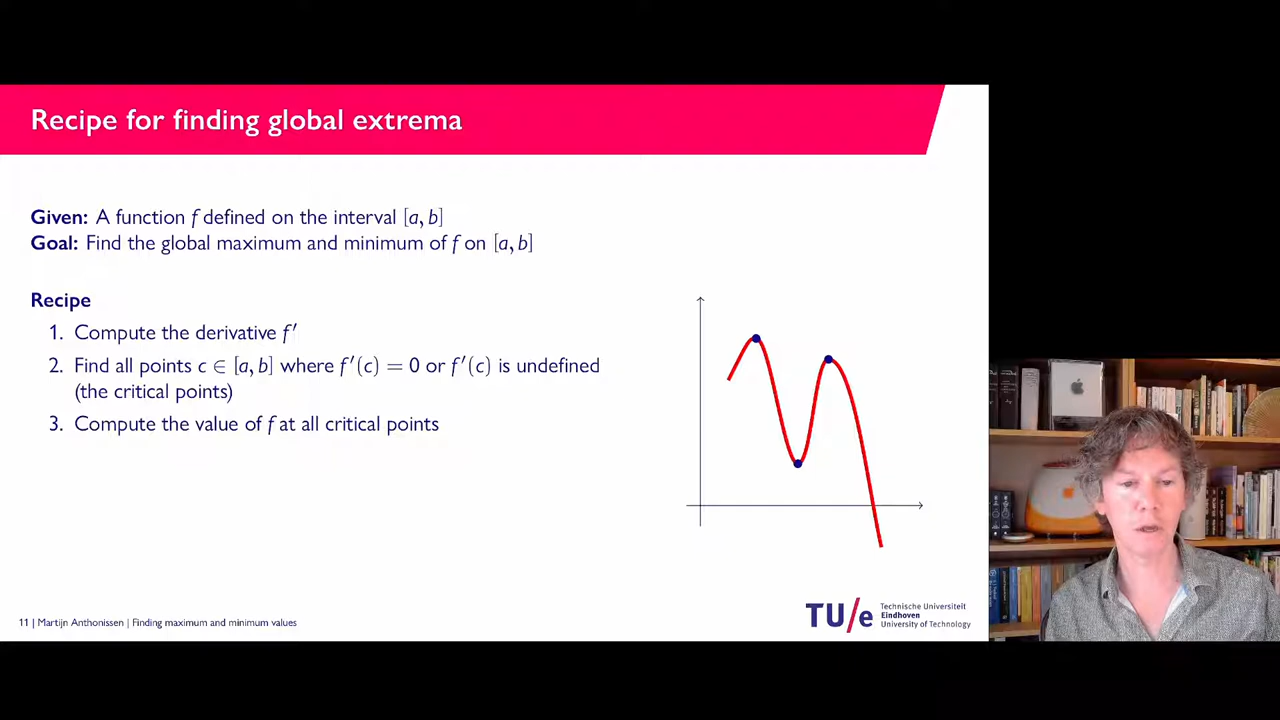 Recipe for finding global extrema
Given: A function f defined on the interval [a, b]
Goal: Find the global maximum and minimum of f on [a, b]
Recipe
1. Compute the derivative f′
2. Find all points c ∈ [a, b] where f′(c) = 0 or f′(c) is undefined
(the critical points)
3. Compute the value of f at all critical points
11 | Martijn Anthonissen | Finding maximum and minimum values
TU/e
Technische Universiteit
Eindhoven
University of Technology